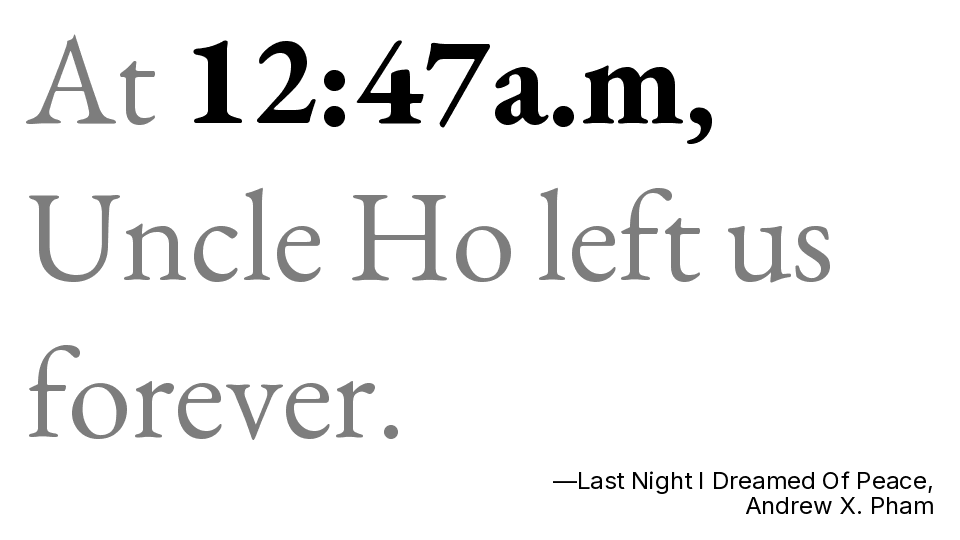 At 12:47a.m,
Uncle Ho left us
forever.
—Last Night I Dreamed Of Peace,
Andrew X. Pham